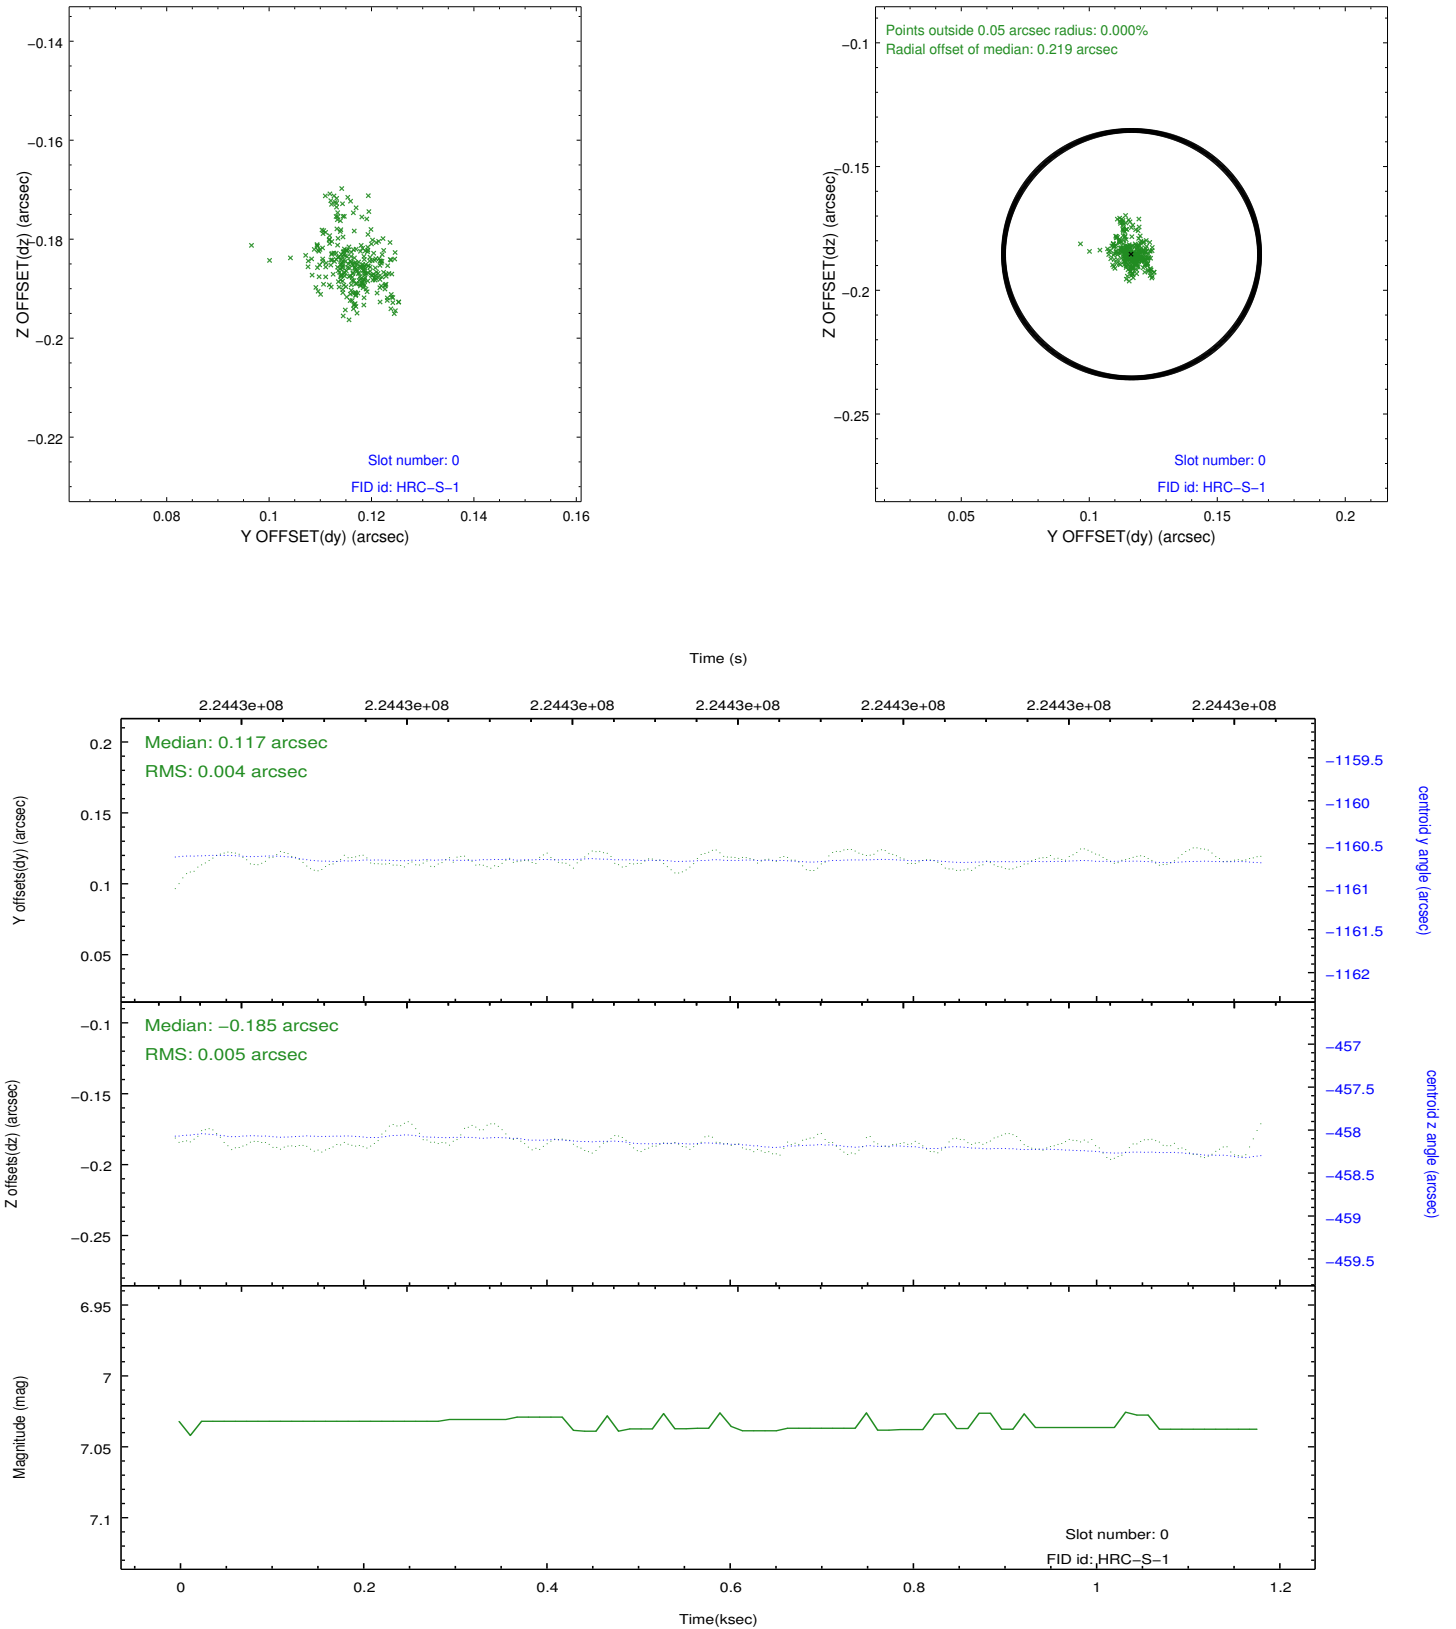 −0.14
−0.16
−0.18
−0.2
−0.22
Z OFFSET(dz) (arcsec)
Slot number: 0
FID id: HRC−S−1
0.08
0.1
0.12
0.14
0.16
Y OFFSET(dy) (arcsec)
Points outside 0.05 arcsec radius: 0.000%
Radial offset of median: 0.219 arcsec
−0.1
−0.15
−0.2
−0.25
Z OFFSET(dz) (arcsec)
Slot number: 0
FID id: HRC−S−1
0.05
0.1
0.15
0.2
Y OFFSET(dy) (arcsec)
Time (s)
2.2443e+08
2.2443e+08
2.2443e+08
2.2443e+08
2.2443e+08
2.2443e+08
2.2443e+08
Median: 0.117 arcsec
RMS: 0.004 arcsec
0.2
0.15
0.1
0.05
Y offsets(dy) (arcsec)
−1159.5
−1160
−1160.5
−1161
−1161.5
−1162
centroid y angle (arcsec)
Median: −0.185 arcsec
RMS: 0.005 arcsec
−0.1
−0.15
−0.2
−0.25
Z offsets(dz) (arcsec)
−457
−457.5
−458
−458.5
−459
−459.5
centroid z angle (arcsec)
6.95
7
7.05
7.1
Magnitude (mag)
Slot number: 0
FID id: HRC−S−1
0
0.2
0.4
0.6
0.8
1
1.2
Time(ksec)